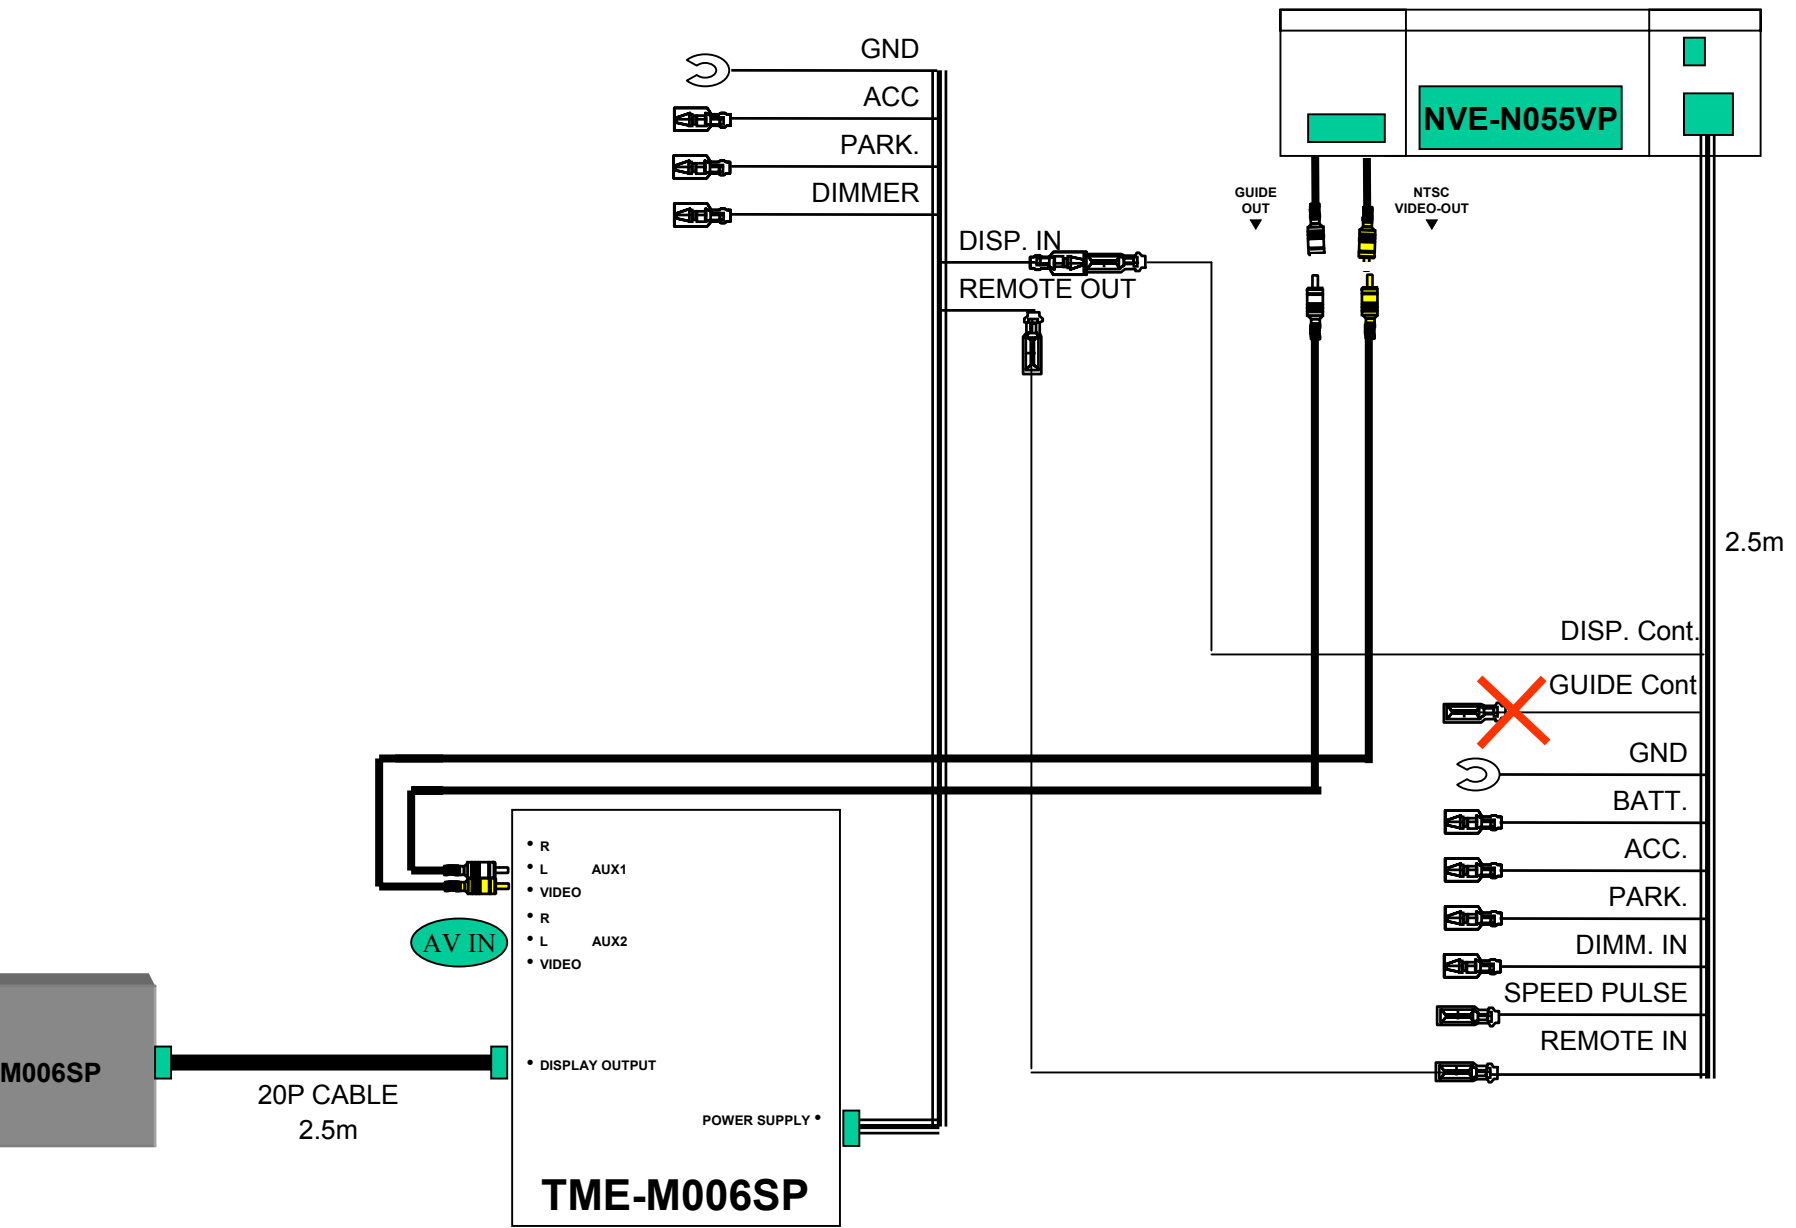 GND
ACC
PARK.
DIMMER
DISP. IN
REMOTE OUT
NVE-N055VP
GUIDE
OUT
NTSC
VIDEO-OUT
2.5m
DISP. Cont.
GUIDE Cont
GND
BATT.
ACC.
PARK.
DIMM. IN
SPEED PULSE
REMOTE IN
R
L AUX1
VIDEO
R
L AUX2
VIDEO
AV IN
DISPLAY OUTPUT
POWER SUPPLY
TME-M006SP
M006SP
20P CABLE
2.5m